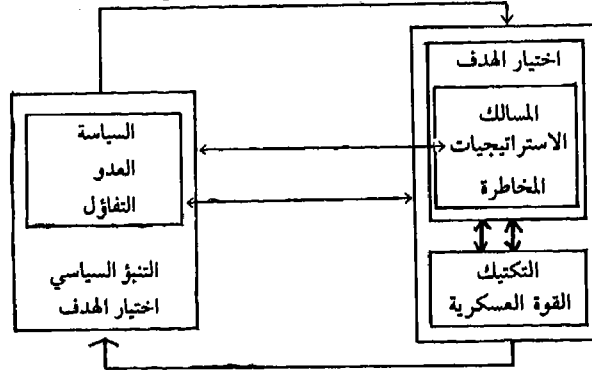 اختيار الهدف
المسالك
الاستراتيجيات
المخاطرة
التكتيك
القوة العسكرية
السياسة
العدو
التفاؤل
التنبؤ السياسي
اختيار الهدف